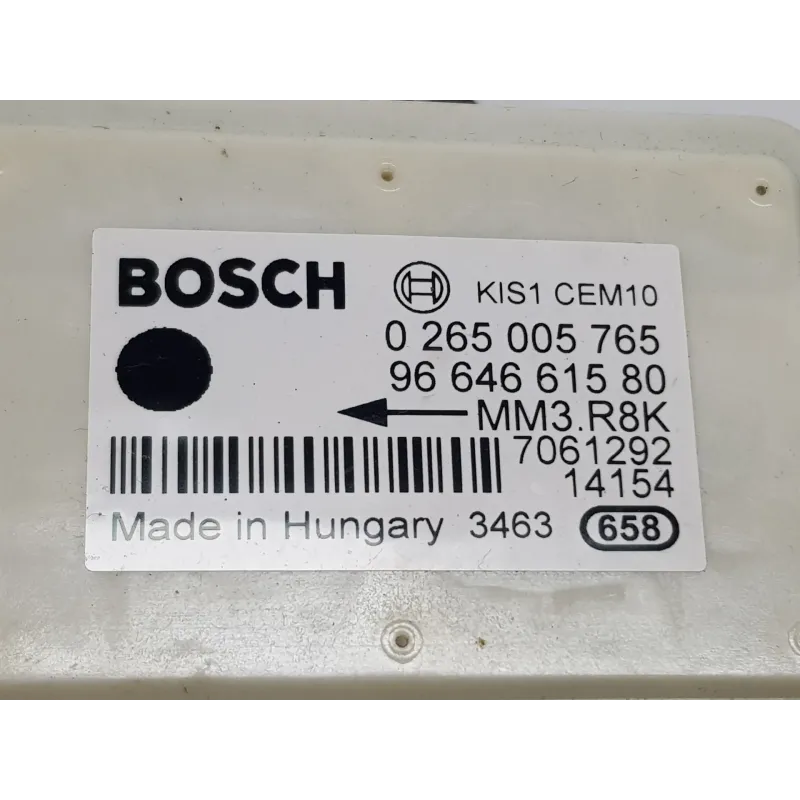 BOSCH KIS1 CEM10
0 265 005 765
96 646 615 80
MM3.R8K
7061292
14154
Made in Hungary 3463 658